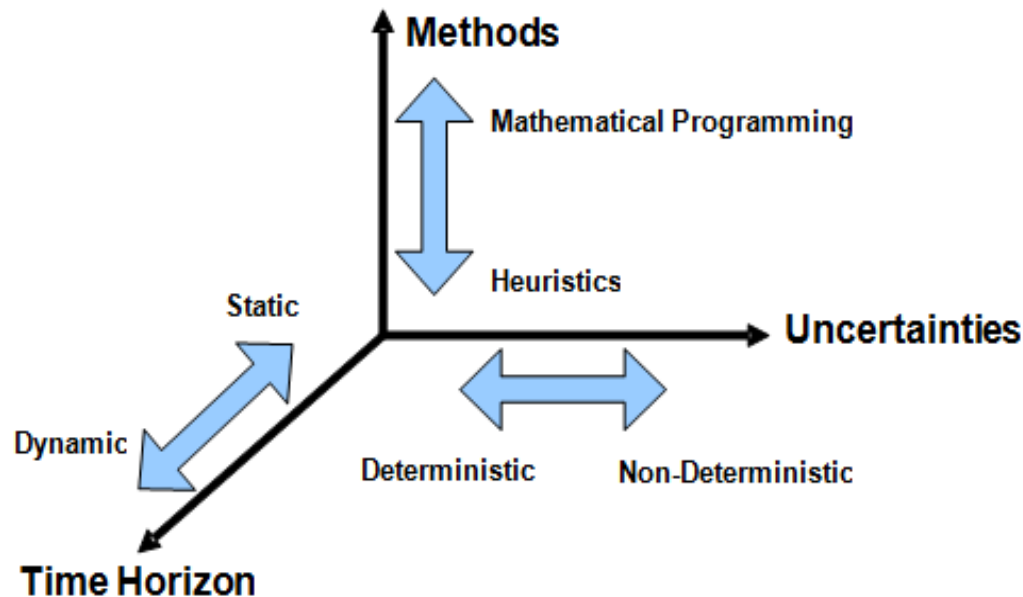 Methods
Mathematical Programming
Heuristics
Static
Uncertainties
Dynamic
Deterministic
Non-Deterministic
Time Horizon